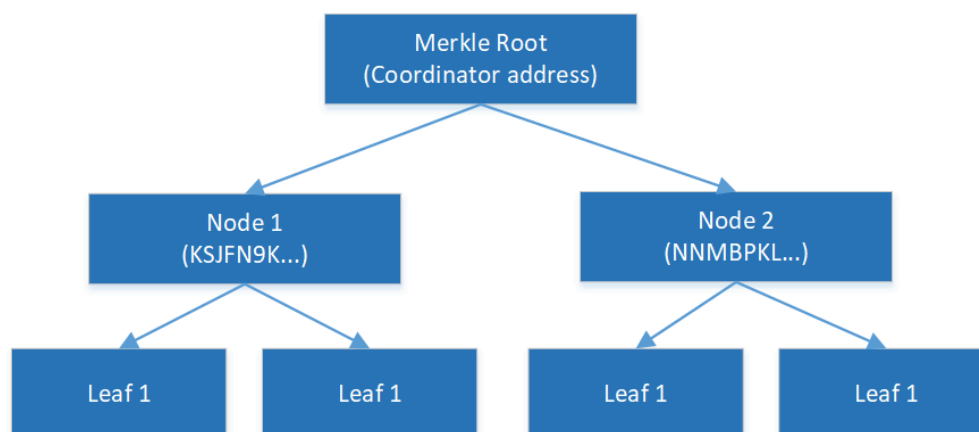 Merkle Root
(Coordinator address)
Node 1
(KSJFN9K...)
Node 2
(NNMBPKL...)
Leaf 1
Leaf 1
Leaf 1
Leaf 1